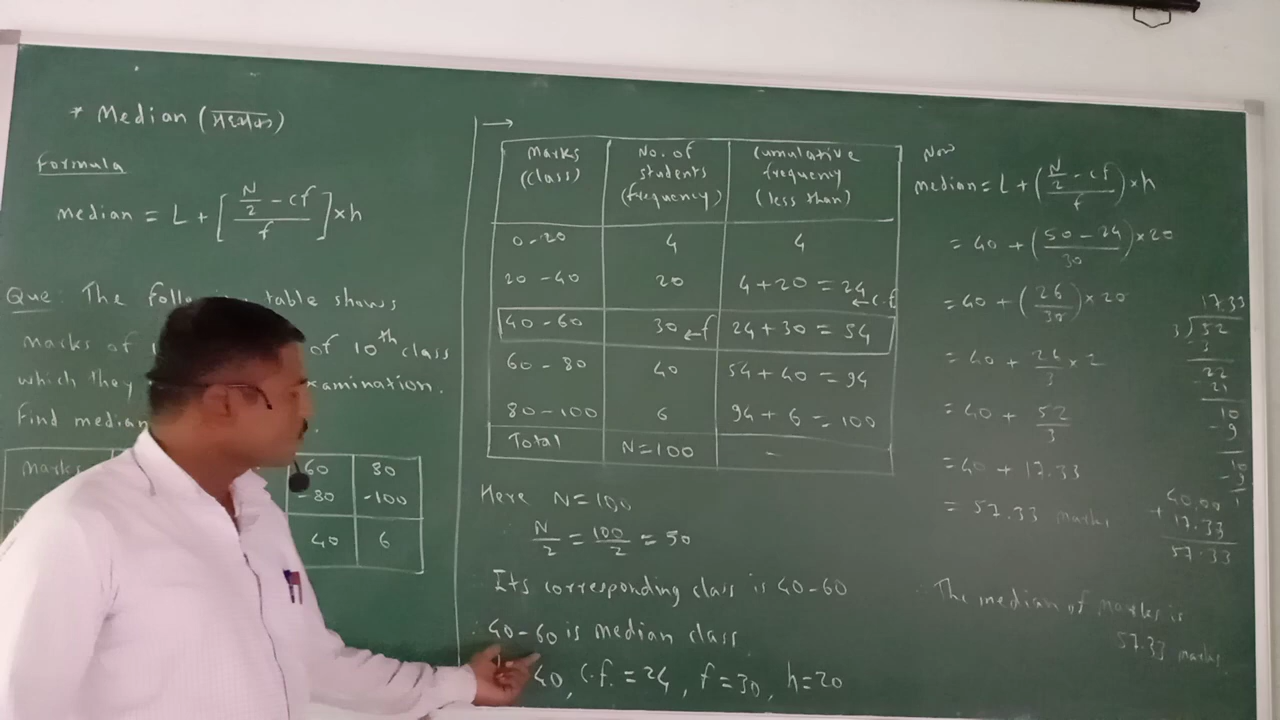 * Median (मध्यक)
Formula
median = L + [ (N/2 - cf) / f ] × h
Que: The table shows
marks of of 10th class
which they examination.
Find median
Marks 60 - 80 80 - 100
40 6
→
Marks (class) No. of students (frequency) Cumulative frequency (less than)
0-20 4 4
20 - 40 20 4 + 20 = 24 ← c.f
40 - 60 30 ← f 24 + 30 = 54
60 - 80 40 54 + 40 = 94
80 - 100 6 94 + 6 = 100
Total N = 100 -
Here N = 100
N/2 = 100/2 = 50
∴ Its corresponding class is 40-60
∴ 40-60 is median class
40, c.f. = 24, f = 30, h = 20
Now
median = L + ( (N/2 - cf) / f ) × h
= 40 + ( (50 - 24) / 30 ) × 20
= 40 + ( 26 / 30 ) × 20
= 40 + 26/3 × 2
= 40 + 52/3
= 40 + 17.33
= 57.33 marks
17.33
3 ) 52
- 3
22
- 21
10
- 9
10
- 9
1
40.00
+ 17.33
57.33
∴ The median of marks is
57.33 marks